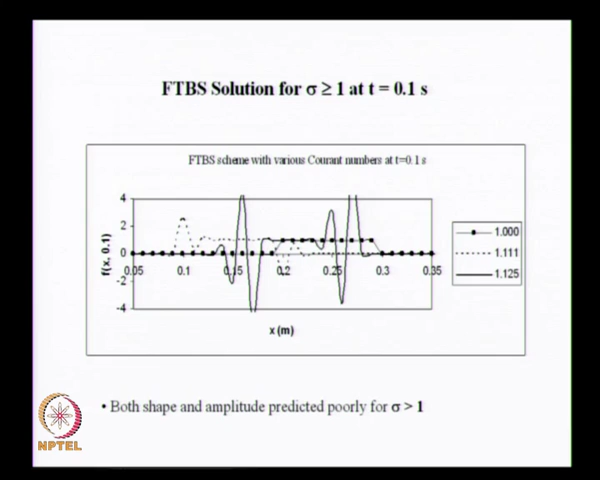 FTBS Solution for σ ≥ 1 at t = 0.1 s
FTBS scheme with various Courant numbers at t=0.1 s
f(x, 0.1)
4
2
0
-2
-4
0.05
0.1
0.15
0.2
0.25
0.3
0.35
x (m)
1.000
1.111
1.125
• Both shape and amplitude predicted poorly for σ > 1
NPTEL